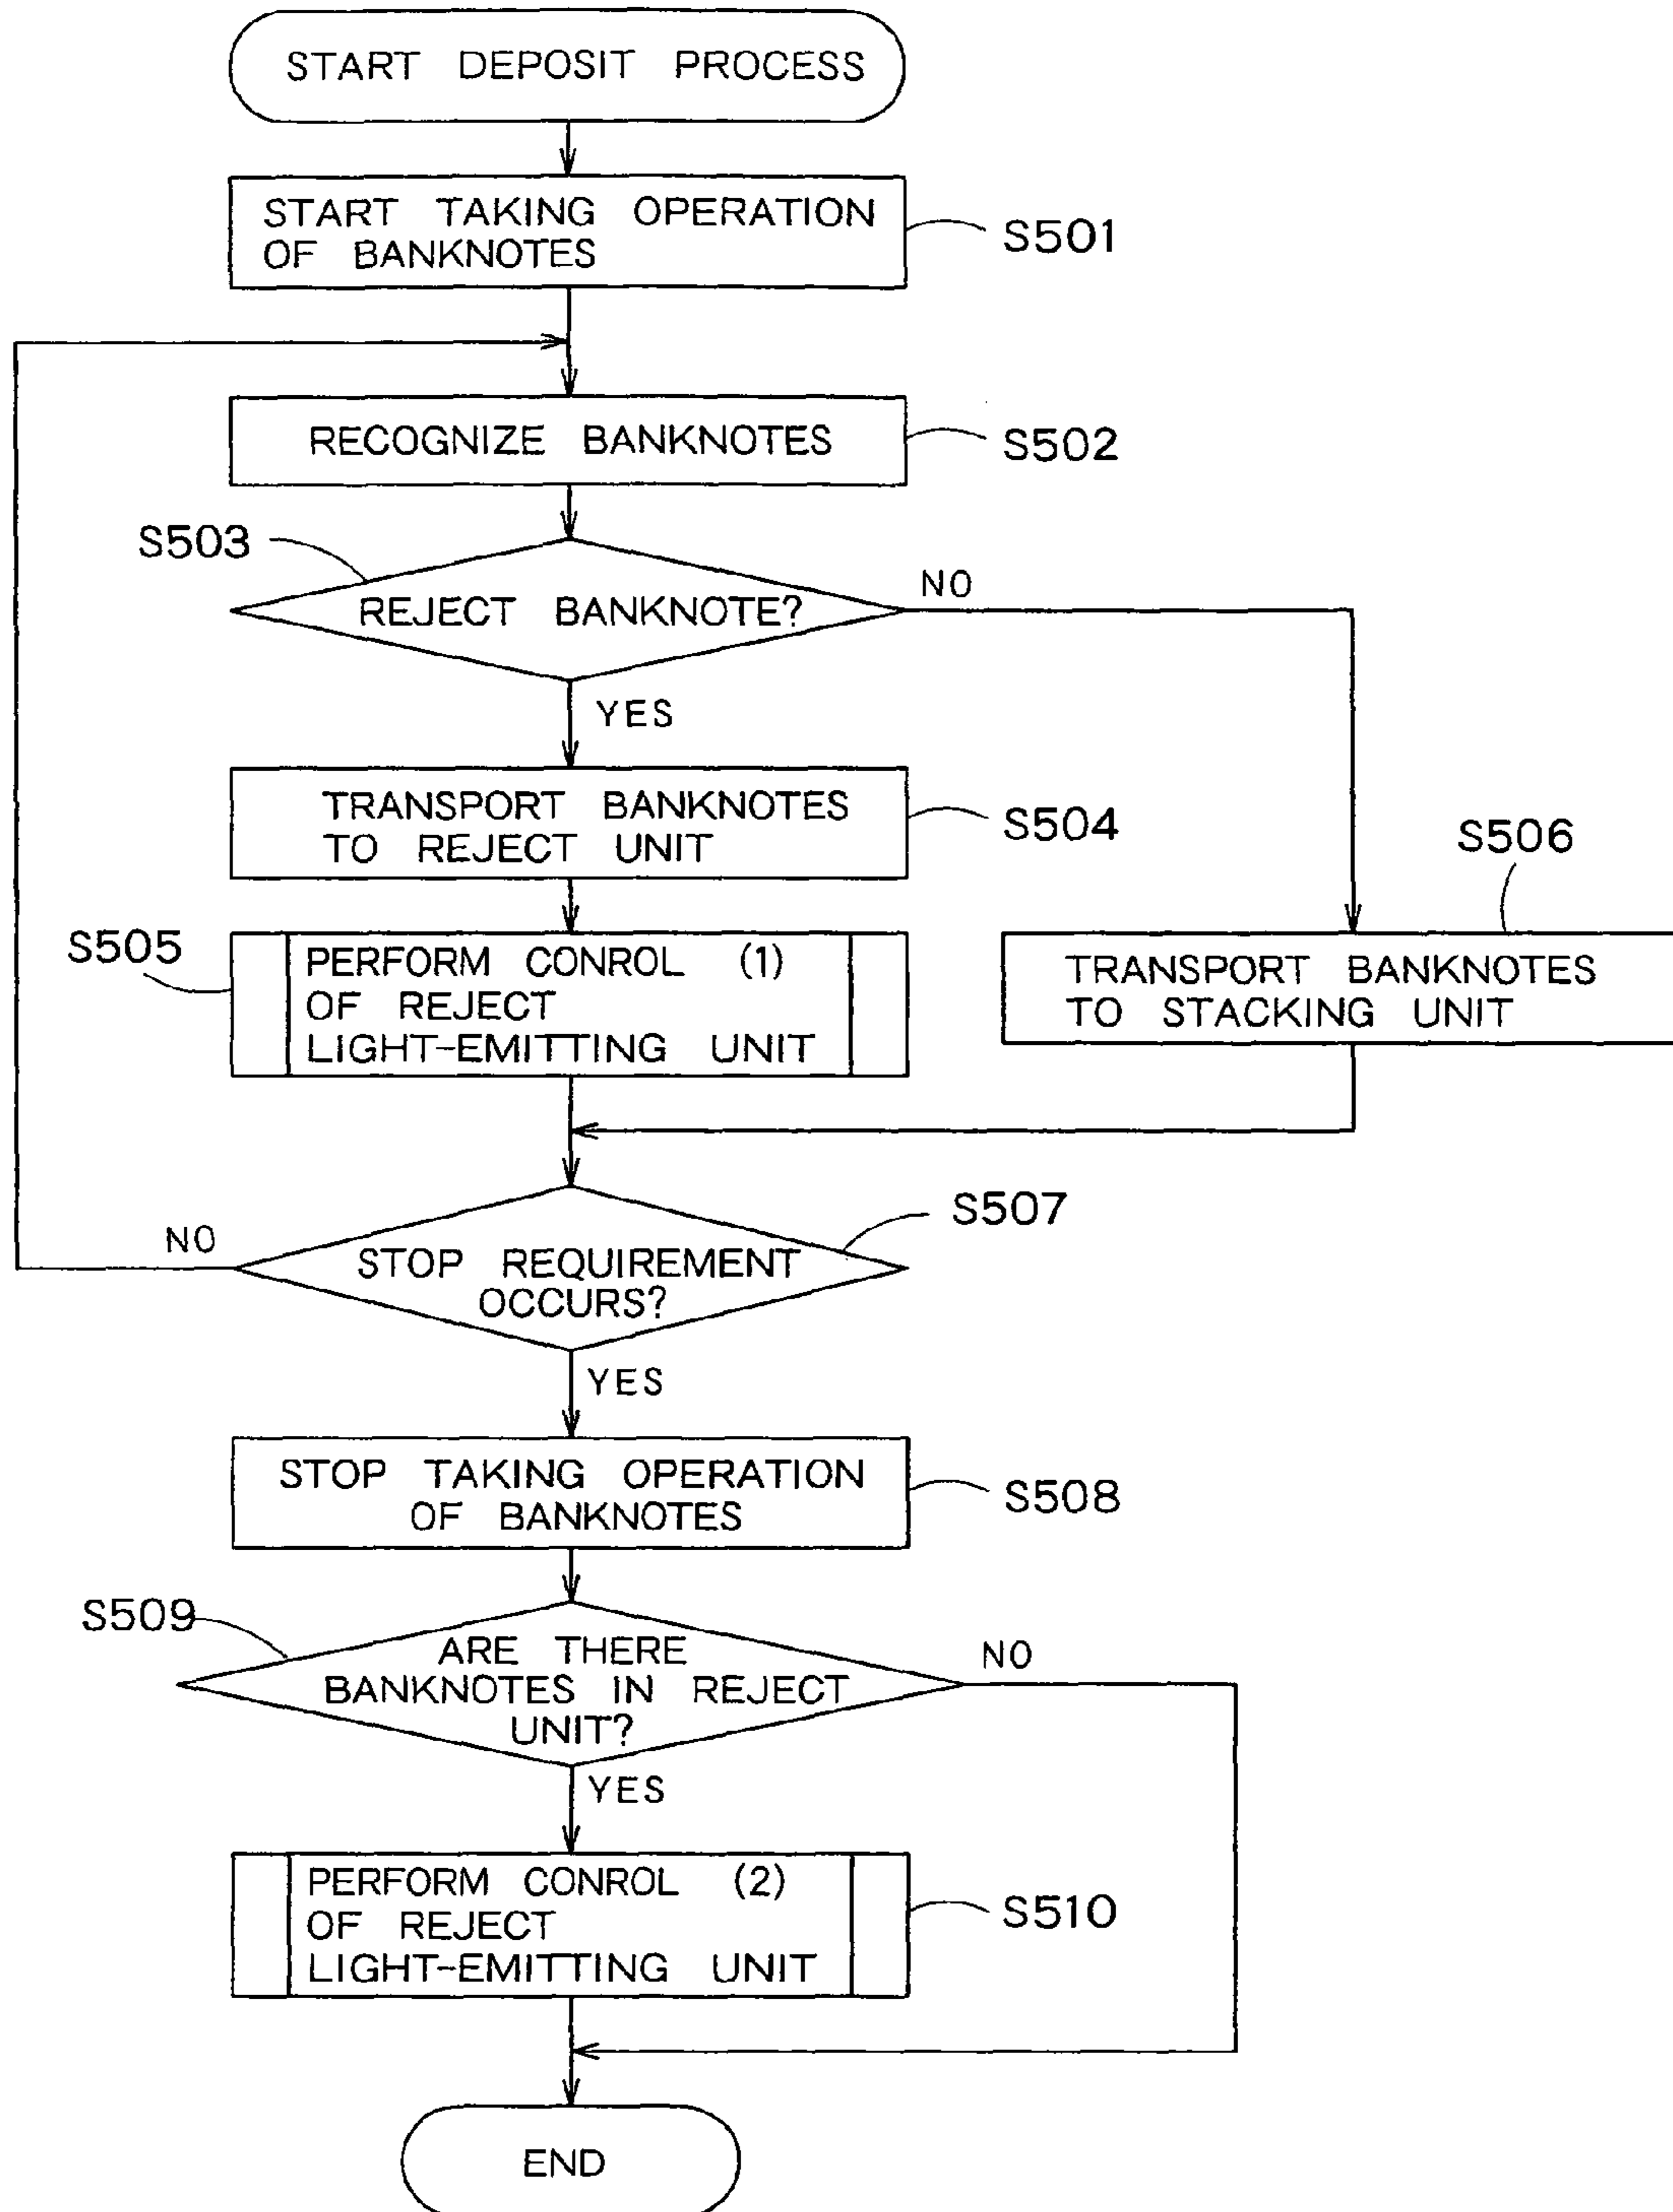 START DEPOSIT PROCESS
START TAKING OPERATION
OF BANKNOTES
S501
RECOGNIZE BANKNOTES
S502
S503
REJECT BANKNOTE?
NO
YES
TRANSPORT BANKNOTES
TO REJECT UNIT
S504
S506
S505
PERFORM CONROL (1)
OF REJECT
LIGHT-EMITTING UNIT
TRANSPORT BANKNOTES
TO STACKING UNIT
S507
NO
STOP REQUIREMENT
OCCURS?
YES
STOP TAKING OPERATION
OF BANKNOTES
S508
S509
ARE THERE
BANKNOTES IN REJECT
UNIT?
NO
YES
PERFORM CONROL (2)
OF REJECT
LIGHT-EMITTING UNIT
S510
END